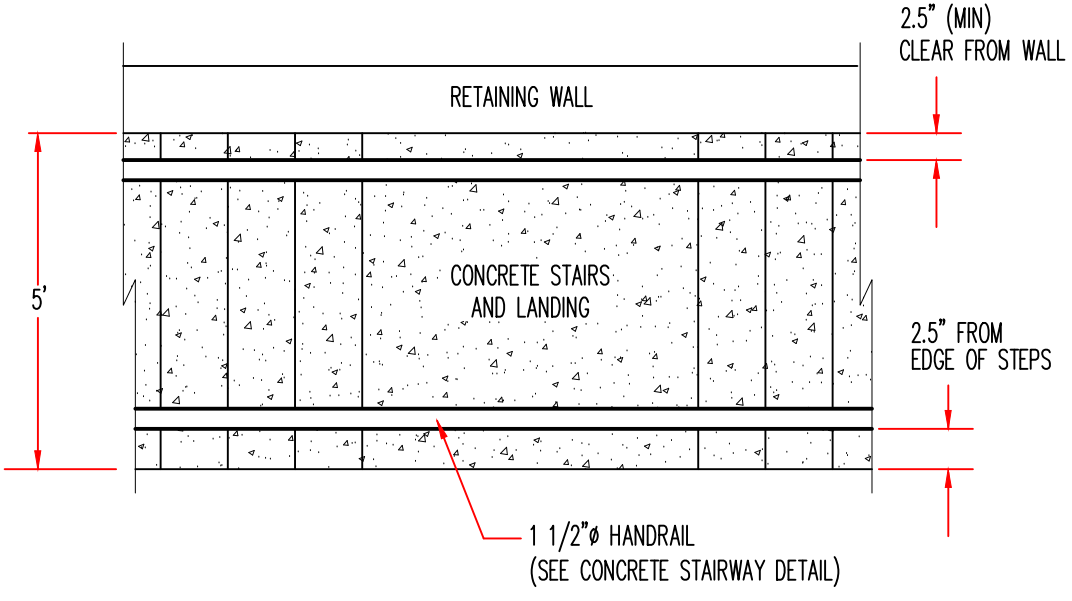 2.5” (MIN)
CLEAR FROM WALL
RETAINING WALL
5'
CONCRETE STAIRS
AND LANDING
2.5” FROM
EDGE OF STEPS
1 1/2”ø HANDRAIL
(SEE CONCRETE STAIRWAY DETAIL)